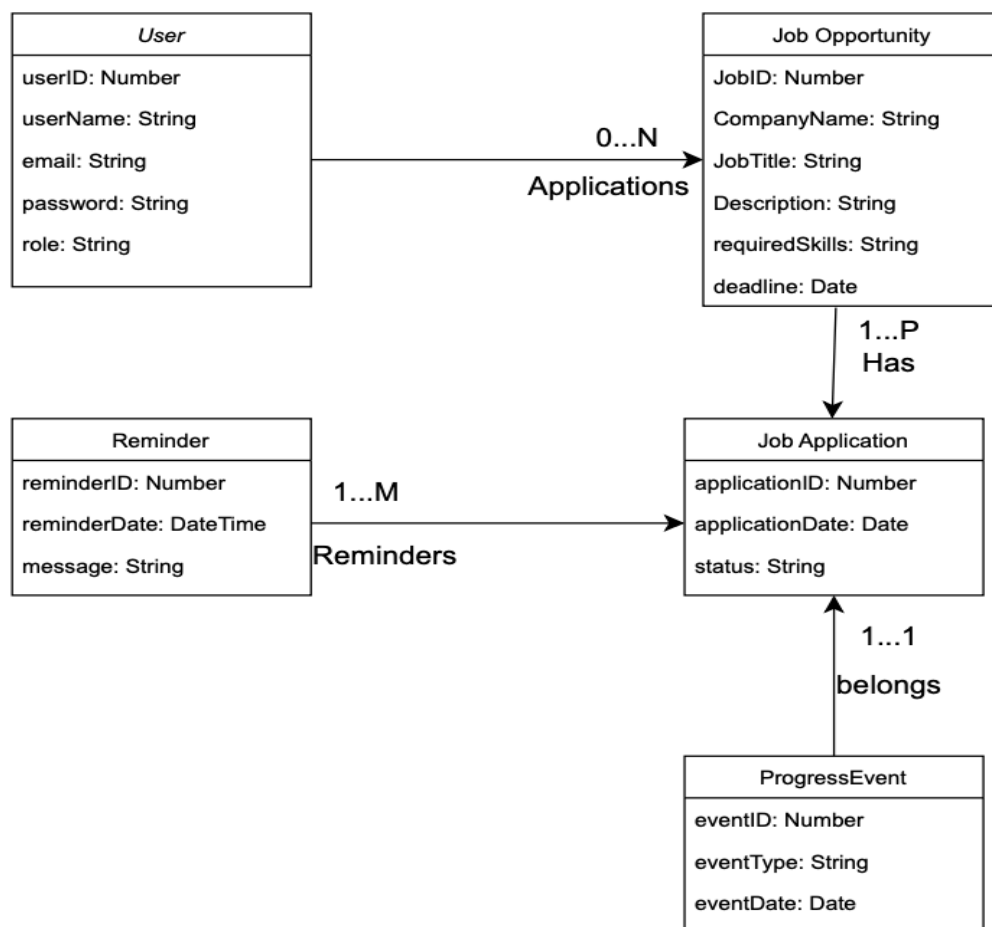 User
userID: Number
userName: String
email: String
password: String
role: String
0...N
Applications
Job Opportunity
JobID: Number
CompanyName: String
JobTitle: String
Description: String
requiredSkills: String
deadline: Date
1...P
Has
Reminder
reminderID: Number
reminderDate: DateTime
message: String
1...M
Reminders
Job Application
applicationID: Number
applicationDate: Date
status: String
1...1
belongs
ProgressEvent
eventID: Number
eventType: String
eventDate: Date